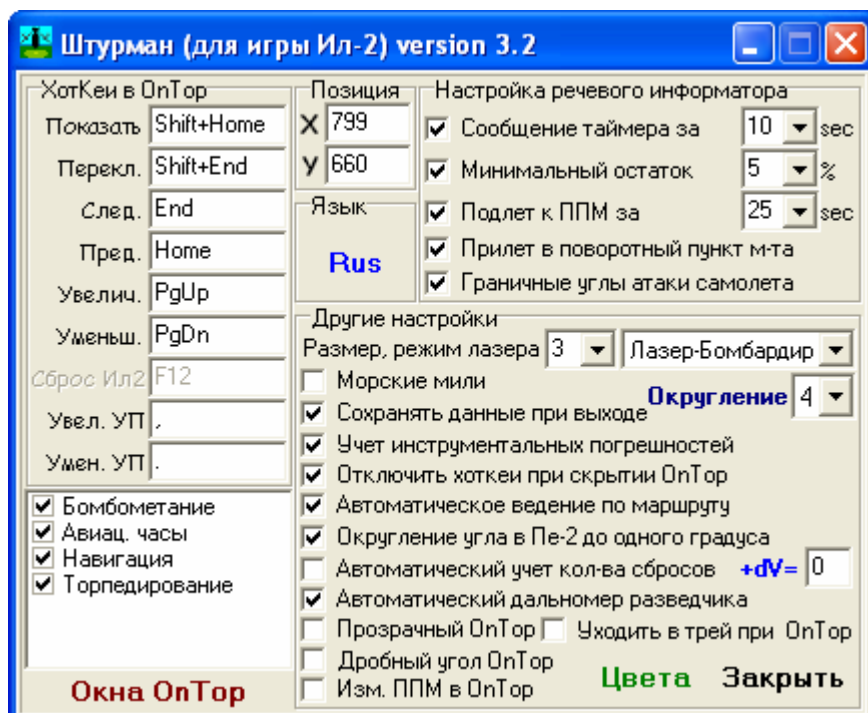 Штурман (для игры Ил-2) version 3.2
ХотКеи в OnTop
Показать Shift+Home
Перекл. Shift+End
След. End
Пред. Home
Увелич. PgUp
Уменьш. PgDn
Сброс Ил2 F12
Увел. УП ,
Умен. УП .
Бомбометание
Авиац. часы
Навигация
Торпедирование
Окна OnTop
Позиция
X 799
Y 660
Язык
Rus
Настройка речевого информатора
Сообщение таймера за 10 sec
Минимальный остаток 5 %
Подлет к ППМ за 25 sec
Прилет в поворотный пункт м-та
Граничные углы атаки самолета
Другие настройки
Размер, режим лазера 3 Лазер-Бомбардир
Морские мили
Округление 4
Сохранять данные при выходе
Учет инструментальных погрешностей
Отключить хоткеи при скрытии OnTop
Автоматическое ведение по маршруту
Округление угла в Пе-2 до одного градуса
Автоматический учет кол-ва сбросов +dV= 0
Автоматический дальномер разведчика
Прозрачный OnTop Уходить в трей при OnTop
Дробный угол OnTop
Изм. ППМ в OnTop
Цвета Закрыть